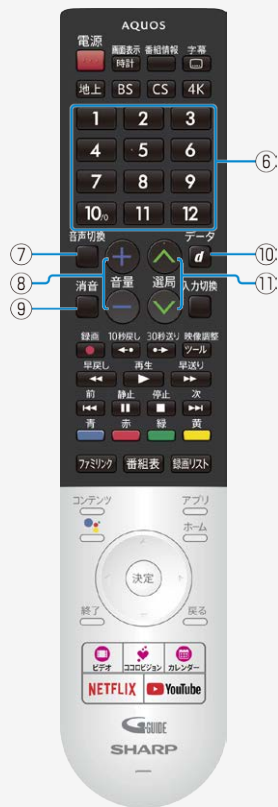 AQUOS
電源
画面表示 番組情報 字幕
時計
地上 BS CS 4K
1 2 3
4 5 6
7 8 9
10/0 11 12
⑥
音声切換 データ
⑦
d
⑩
⑧
音量 選局
⑪
消音 入力切換
⑨
録画 10秒戻し 30秒送り 映像調整
ツール
早戻し 再生 早送り
前 静止 停止 次
青 赤 緑 黄
ファミリンク 番組表 録画リスト
コンテンツ アプリ
ホーム
決定
終了 戻る
ビデオ ココロビジョン カレンダー
NETFLIX YouTube
G-GUIDE
SHARP